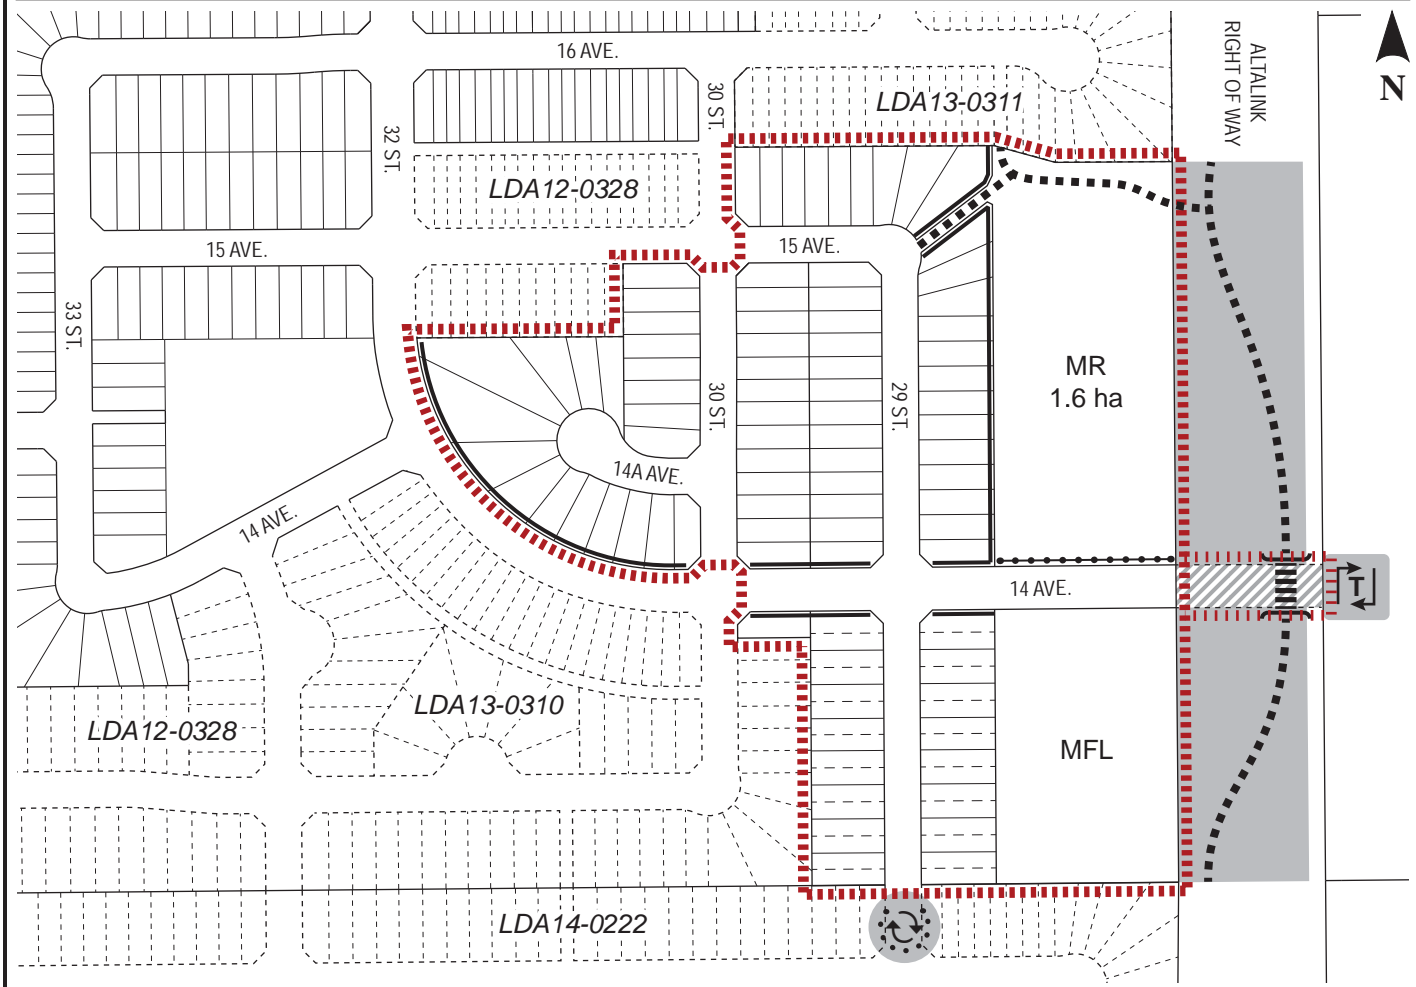 16 AVE.
30 ST.
LDA13-0311
ALTALINK
RIGHT OF WAY
N
32 ST.
LDA12-0328
15 AVE.
15 AVE.
33 ST.
MR
1.6 ha
30 ST.
29 ST.
14A AVE.
14 AVE.
14 AVE.
T
LDA13-0310
LDA12-0328
MFL
LDA14-0222